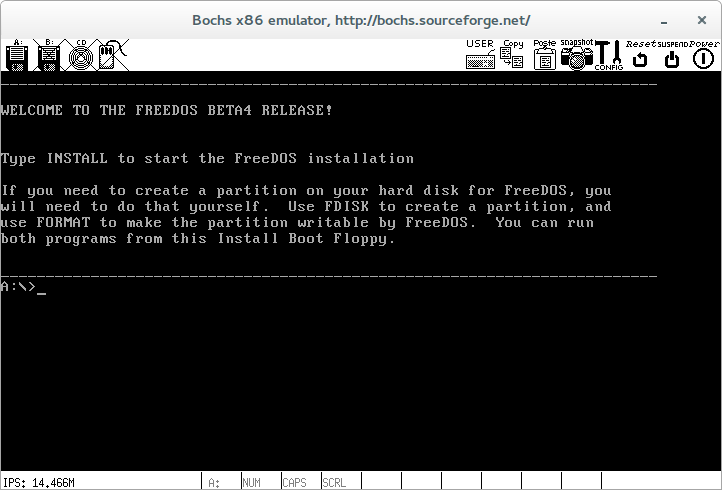 Bochs x86 emulator, http://bochs.sourceforge.net/
A: B: CD USER Copy Paste snapshot CONFIG Reset SUSPEND Power
WELCOME TO THE FREEDOS BETA4 RELEASE!
Type INSTALL to start the FreeDOS installation
If you need to create a partition on your hard disk for FreeDOS, you
will need to do that yourself.  Use FDISK to create a partition, and
use FORMAT to make the partition writable by FreeDOS.  You can run
both programs from this Install Boot Floppy.
A:\>_
IPS: 14.466M A: NUM CAPS SCRL